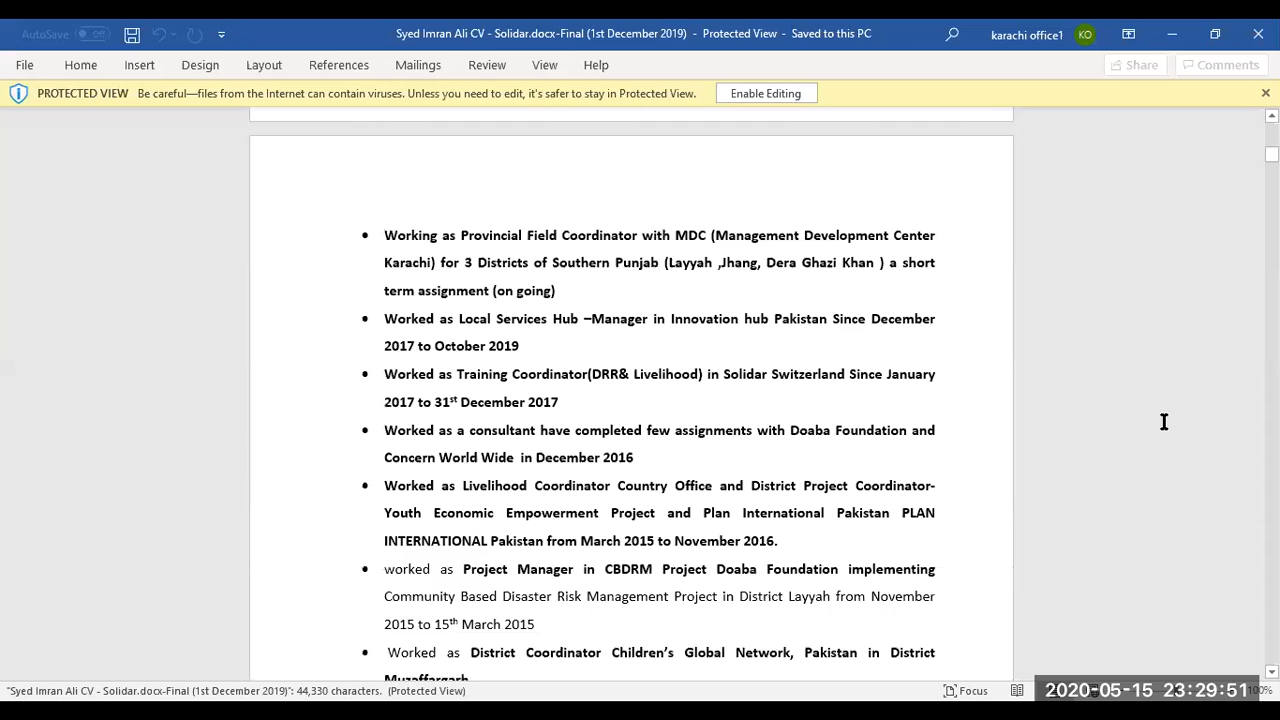 AutoSave Off
Syed Imran Ali CV - Solidar.docx-Final (1st December 2019) - Protected View - Saved to this PC
karachi office1 KO
File Home Insert Design Layout References Mailings Review View Help Share Comments
PROTECTED VIEW Be careful—files from the Internet can contain viruses. Unless you need to edit, it's safer to stay in Protected View. Enable Editing
• Working as Provincial Field Coordinator with MDC (Management Development Center
Karachi) for 3 Districts of Southern Punjab (Layyah ,Jhang, Dera Ghazi Khan ) a short
term assignment (on going)
• Worked as Local Services Hub –Manager in Innovation hub Pakistan Since December
2017 to October 2019
• Worked as Training Coordinator(DRR& Livelihood) in Solidar Switzerland Since January
2017 to 31st December 2017
• Worked as a consultant have completed few assignments with Doaba Foundation and
Concern World Wide in December 2016
• Worked as Livelihood Coordinator Country Office and District Project Coordinator-
Youth Economic Empowerment Project and Plan International Pakistan PLAN
INTERNATIONAL Pakistan from March 2015 to November 2016.
• worked as Project Manager in CBDRM Project Doaba Foundation implementing
Community Based Disaster Risk Management Project in District Layyah from November
2015 to 15th March 2015
• Worked as District Coordinator Children's Global Network, Pakistan in District
Muzaffargarh
"Syed Imran Ali CV - Solidar.docx-Final (1st December 2019)": 44,330 characters. (Protected View) Focus 100%
2020-05-15 23:29:51